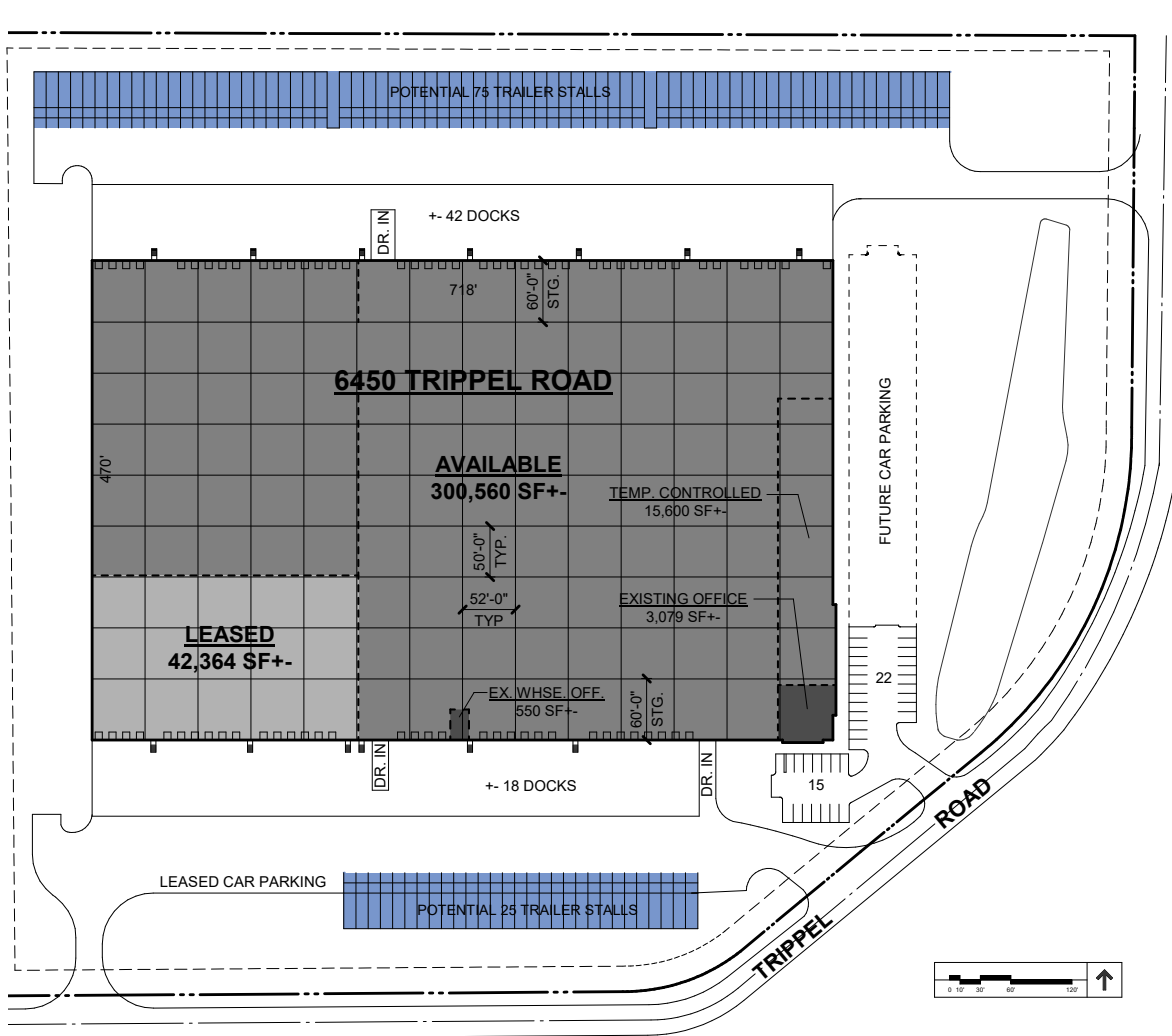 POTENTIAL 75 TRAILER STALLS
DR. IN
+- 42 DOCKS
718'
60'-0"
STG.
6450 TRIPPEL ROAD
470'
AVAILABLE
300,560 SF+-
TEMP. CONTROLLED
15,600 SF+-
FUTURE CAR PARKING
50'-0"
TYP.
52'-0"
TYP
EXISTING OFFICE
3,079 SF+-
LEASED
42,364 SF+-
EX. WHSE. OFF.
550 SF+-
60'-0"
STG.
22
DR. IN
+- 18 DOCKS
DR. IN
15
LEASED CAR PARKING
POTENTIAL 25 TRAILER STALLS
TRIPPEL ROAD
0 10' 30' 60' 120'